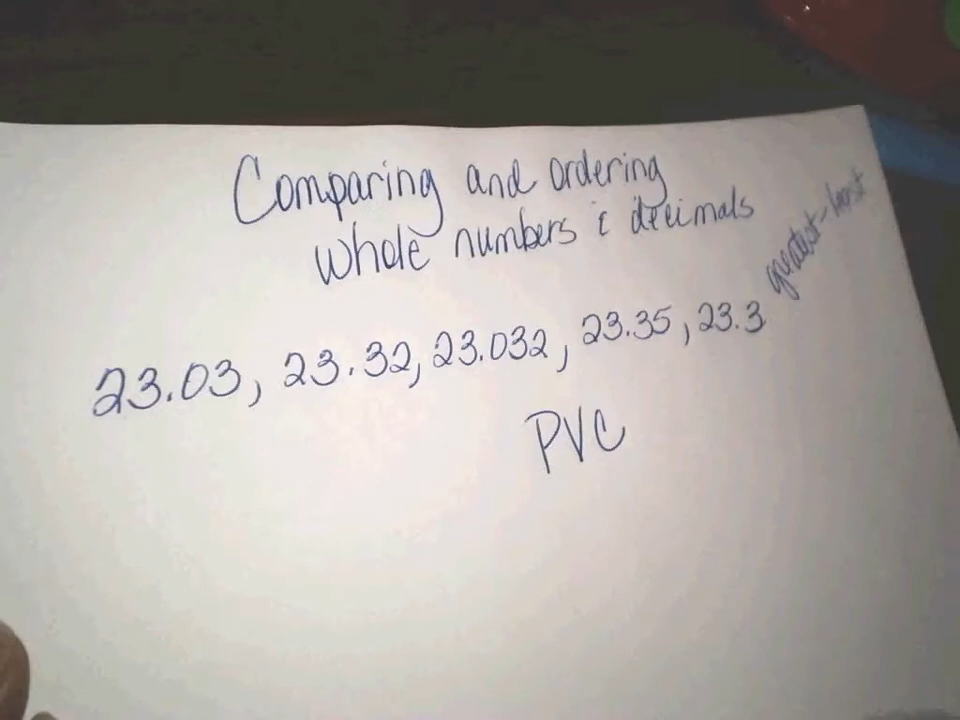 Comparing and ordering
whole numbers & decimals
greatest-least
23.03, 23.32, 23.032, 23.35, 23.3
PVC